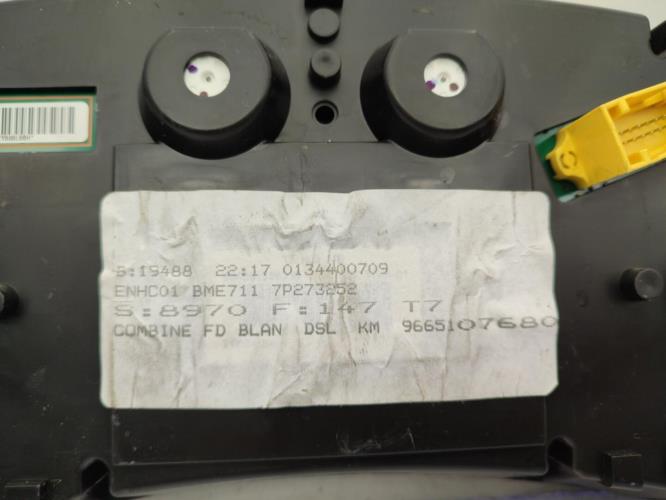 S:19488 22:17 0134400709
ENHC01 BME711 7P273252
S:8970 F:147 T7
COMBINE FD BLAN DSL KM 9665107680